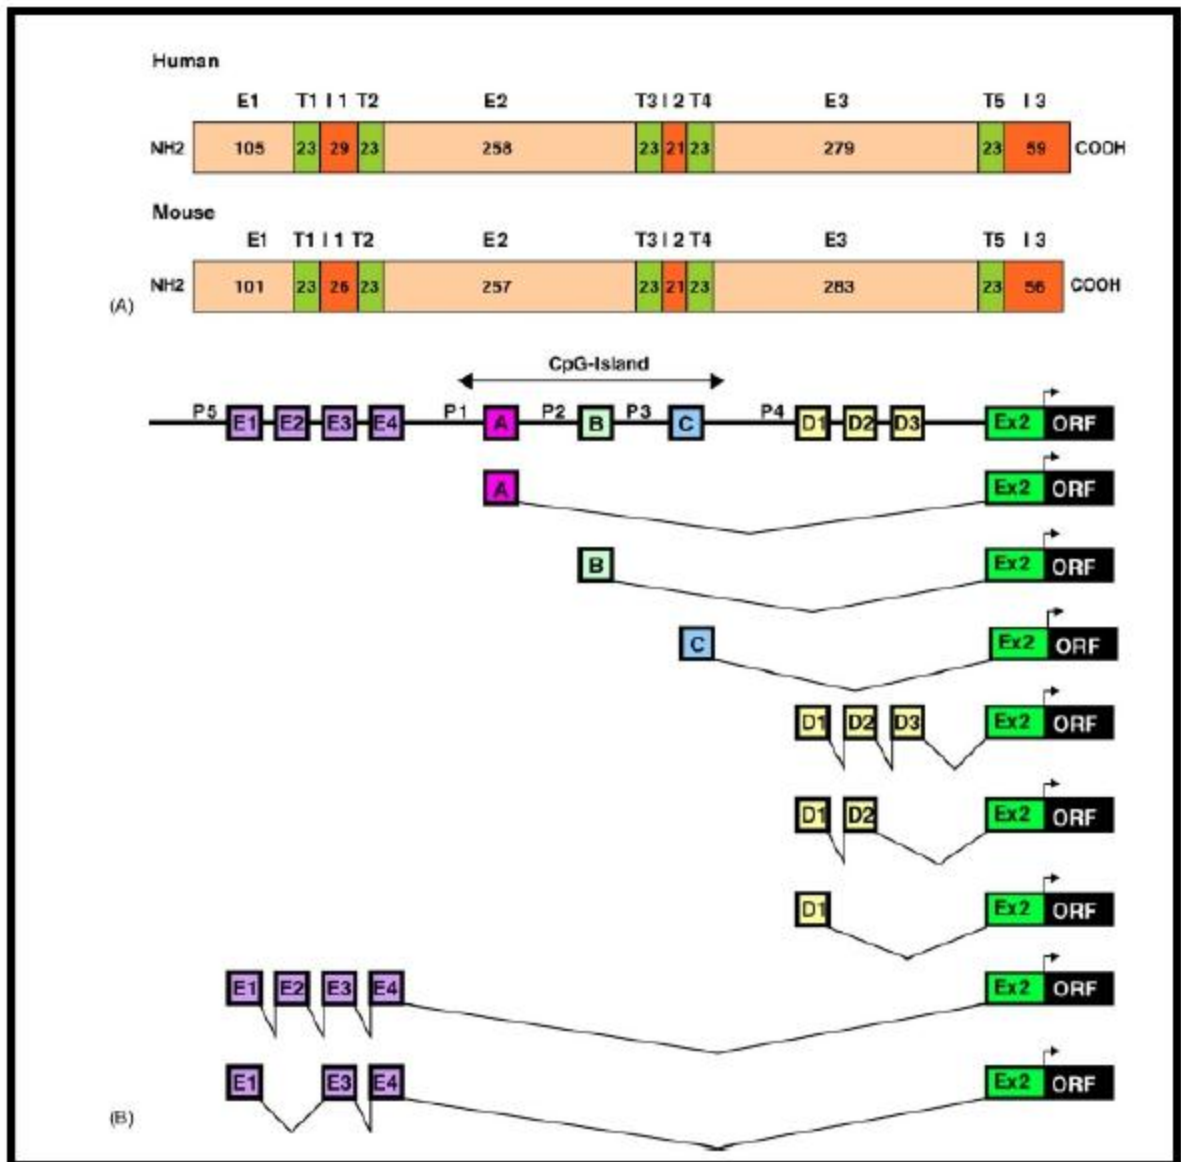 Human
E1 T1 I 1 T2 E2 T3 I 2 T4 E3 T5 I 3
NH2 105 23 29 23 258 23 21 23 279 23 59 COOH
Mouse
E1 T1 I 1 T2 E2 T3 I 2 T4 E3 T5 I 3
NH2 101 23 26 23 257 23 21 23 283 23 56 COOH
(A)
CpG-Island
P5 E1 E2 E3 E4 P1 A P2 B P3 C P4 D1 D2 D3 Ex2 ORF
A Ex2 ORF
B Ex2 ORF
C Ex2 ORF
D1 D2 D3 Ex2 ORF
D1 D2 Ex2 ORF
D1 Ex2 ORF
E1 E2 E3 E4 Ex2 ORF
E1 E3 E4 Ex2 ORF
(B)